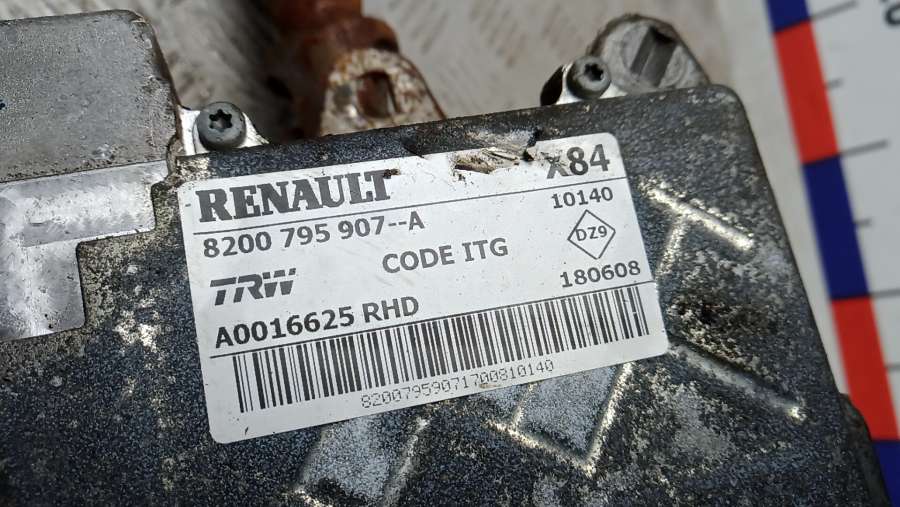 RENAULT X84
8200 795 907--A 10140
CODE ITG DZ9
TRW 180608
A0016625 RHD
82007959071700810140